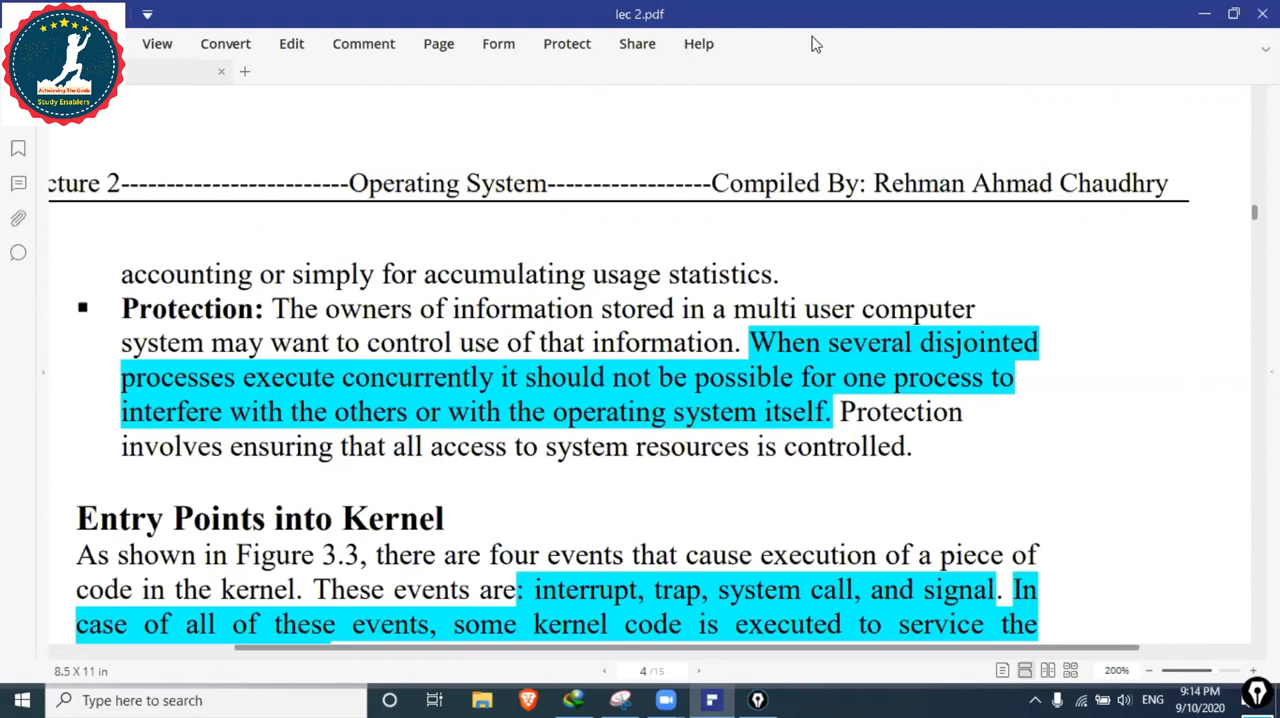 lec 2.pdf
View Convert Edit Comment Page Form Protect Share Help
Acheieving The Goals
Study Enablers
cture 2-------------------------Operating System------------------Compiled By: Rehman Ahmad Chaudhry
accounting or simply for accumulating usage statistics.
▪ Protection: The owners of information stored in a multi user computer
system may want to control use of that information. When several disjointed
processes execute concurrently it should not be possible for one process to
interfere with the others or with the operating system itself. Protection
involves ensuring that all access to system resources is controlled.
Entry Points into Kernel
As shown in Figure 3.3, there are four events that cause execution of a piece of
code in the kernel. These events are: interrupt, trap, system call, and signal. In
case of all of these events, some kernel code is executed to service the
8.5 X 11 in
4 /15
200%
Type here to search
ENG
9:14 PM
9/10/2020